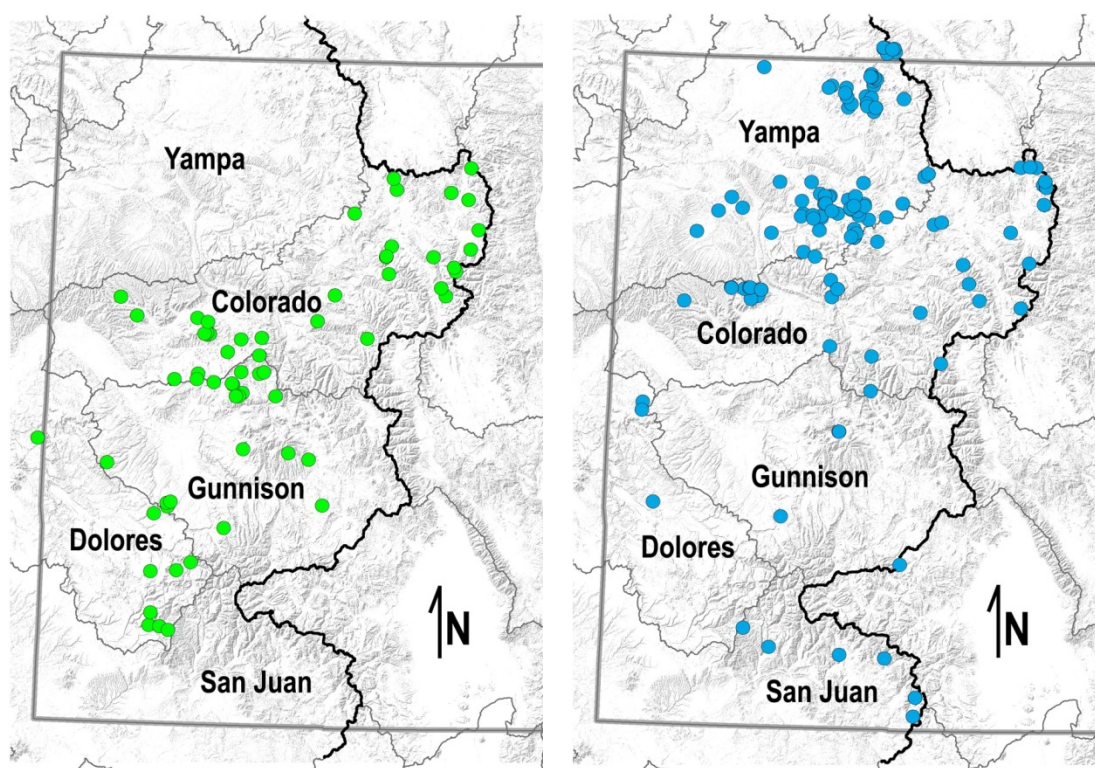 Yampa
Colorado
Gunnison
Dolores
N
San Juan
Yampa
Colorado
Gunnison
Dolores
N
San Juan